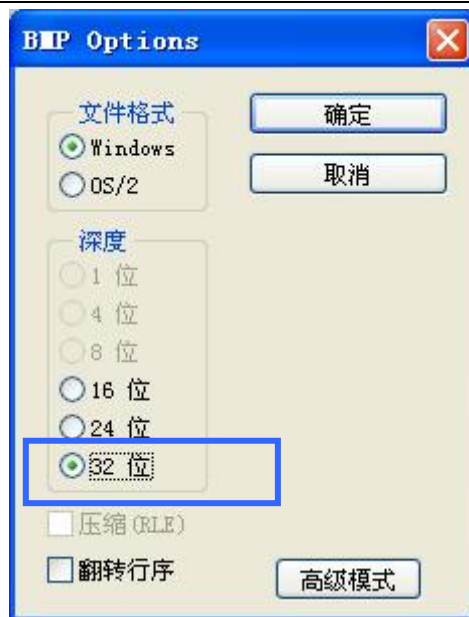 BMP Options
文件格式
Windows
OS/2
确定
取消
深度
1 位
4 位
8 位
16 位
24 位
32 位
压缩(RLE)
翻转行序
高级模式